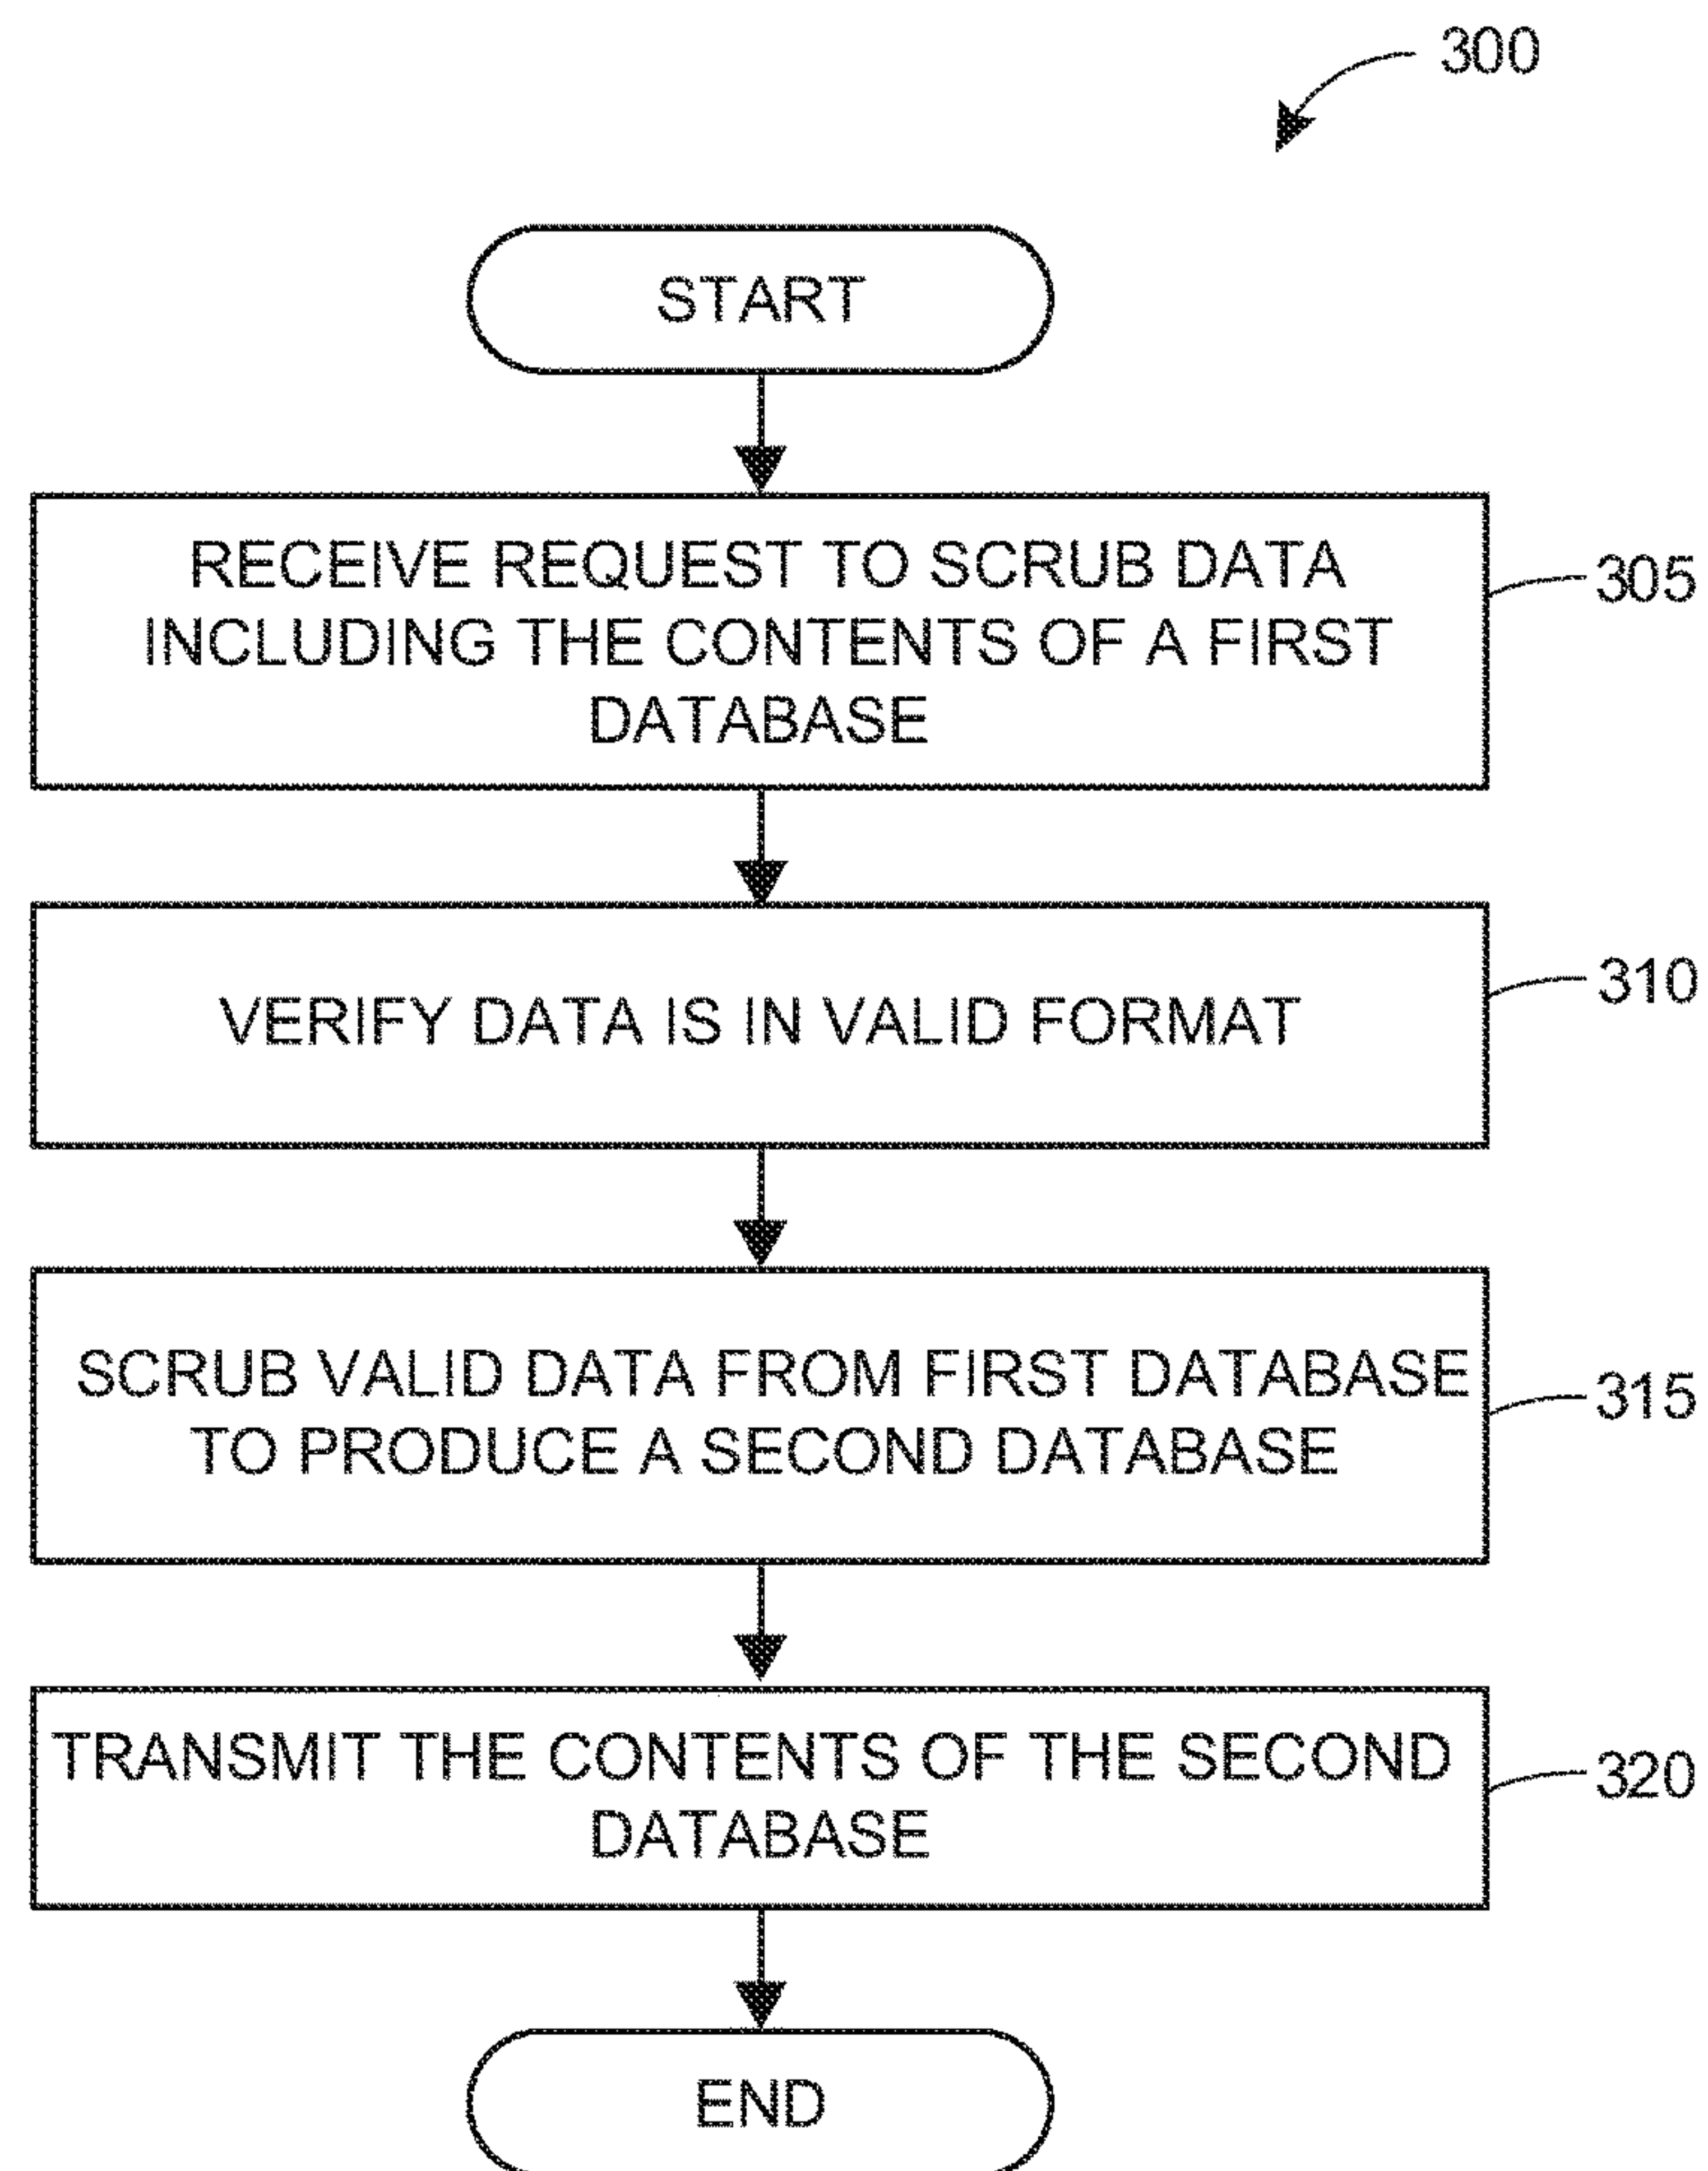 300
START
RECEIVE REQUEST TO SCRUB DATA
INCLUDING THE CONTENTS OF A FIRST
DATABASE
305
VERIFY DATA IS IN VALID FORMAT
310
SCRUB VALID DATA FROM FIRST DATABASE
TO PRODUCE A SECOND DATABASE
315
TRANSMIT THE CONTENTS OF THE SECOND
DATABASE
320
END